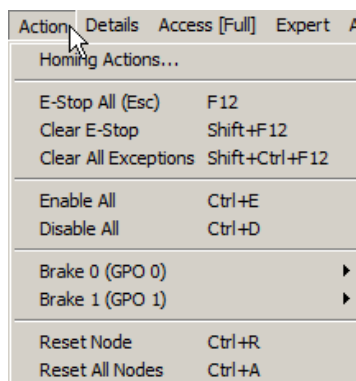 Action Details Access [Full] Expert
Homing Actions...
E-Stop All (Esc) F12
Clear E-Stop Shift+F12
Clear All Exceptions Shift+Ctrl+F12
Enable All Ctrl+E
Disable All Ctrl+D
Brake 0 (GPO 0)
Brake 1 (GPO 1)
Reset Node Ctrl+R
Reset All Nodes Ctrl+A